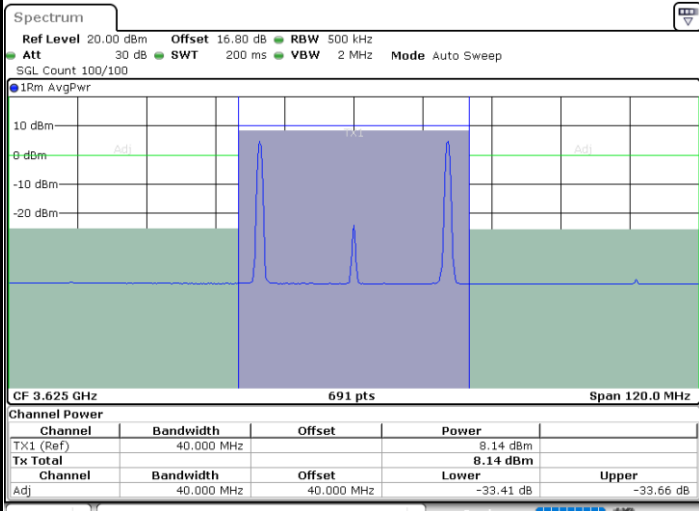 Spectrum
Ref Level 20.00 dBm Offset 16.80 dB RBW 500 kHz
Att 30 dB SWT 200 ms VBW 2 MHz Mode Auto Sweep
SGL Count 100/100
1Rm AvgPwr
10 dBm
0 dBm
Adj TX1 Adj
-10 dBm
-20 dBm
CF 3.625 GHz 691 pts Span 120.0 MHz
Channel Power
Channel Bandwidth Offset Power
TX1 (Ref) 40.000 MHz 8.14 dBm
Tx Total 8.14 dBm
Channel Bandwidth Offset Lower Upper
Adj 40.000 MHz 40.000 MHz -33.41 dB -33.66 dB